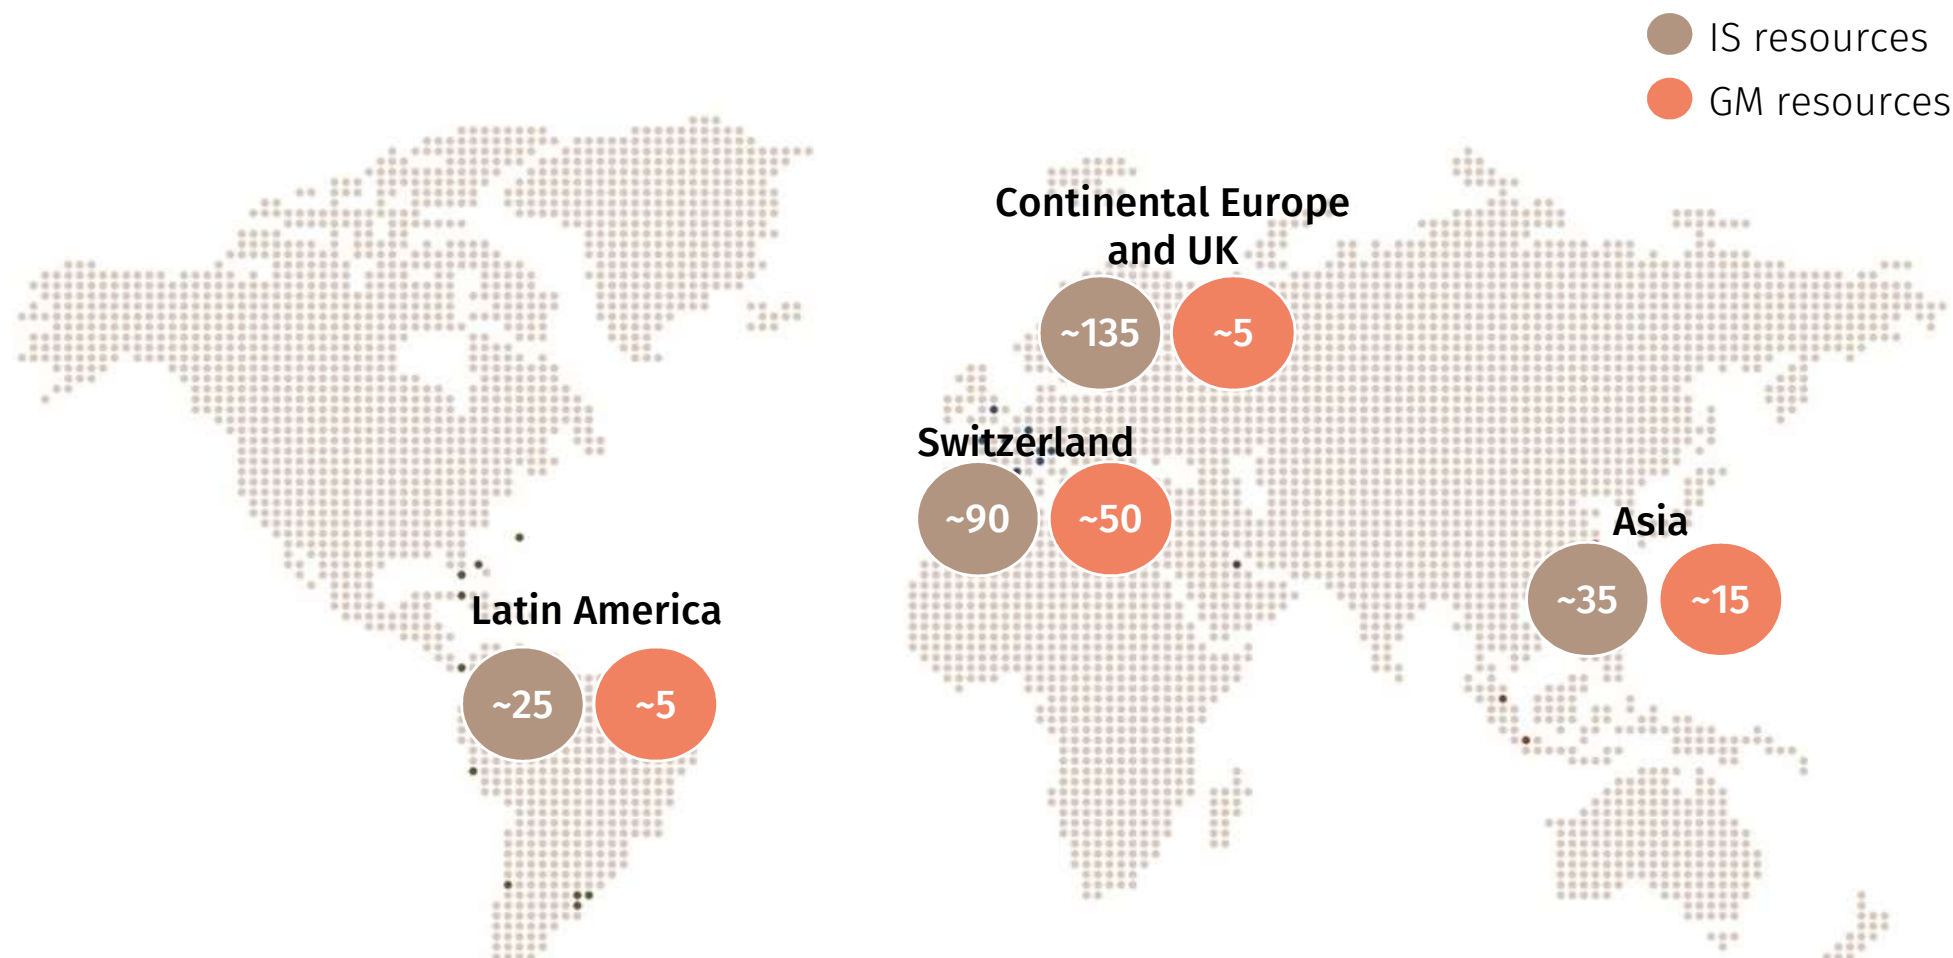 IS resources
GM resources
Continental Europe
and UK
~135
~5
Switzerland
~90
~50
Asia
~35
~15
Latin America
~25
~5